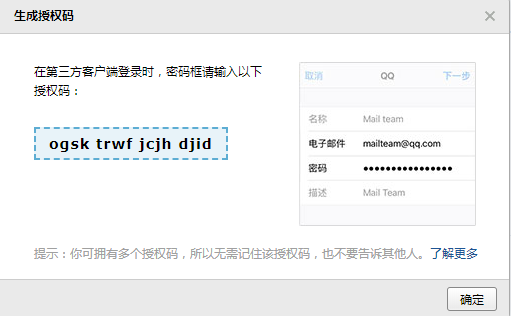 生成授权码
在第三方客户端登录时，密码框请输入以下
授权码：
ogsk trwf jcjh djid
取消 QQ 下一步
名称 Mail team
电子邮件 mailteam@qq.com
密码 ●●●●●●●●●●●●●●●●
描述 Mail Team
提示：你可拥有多个授权码，所以无需记住该授权码，也不要告诉其他人。了解更多
确定